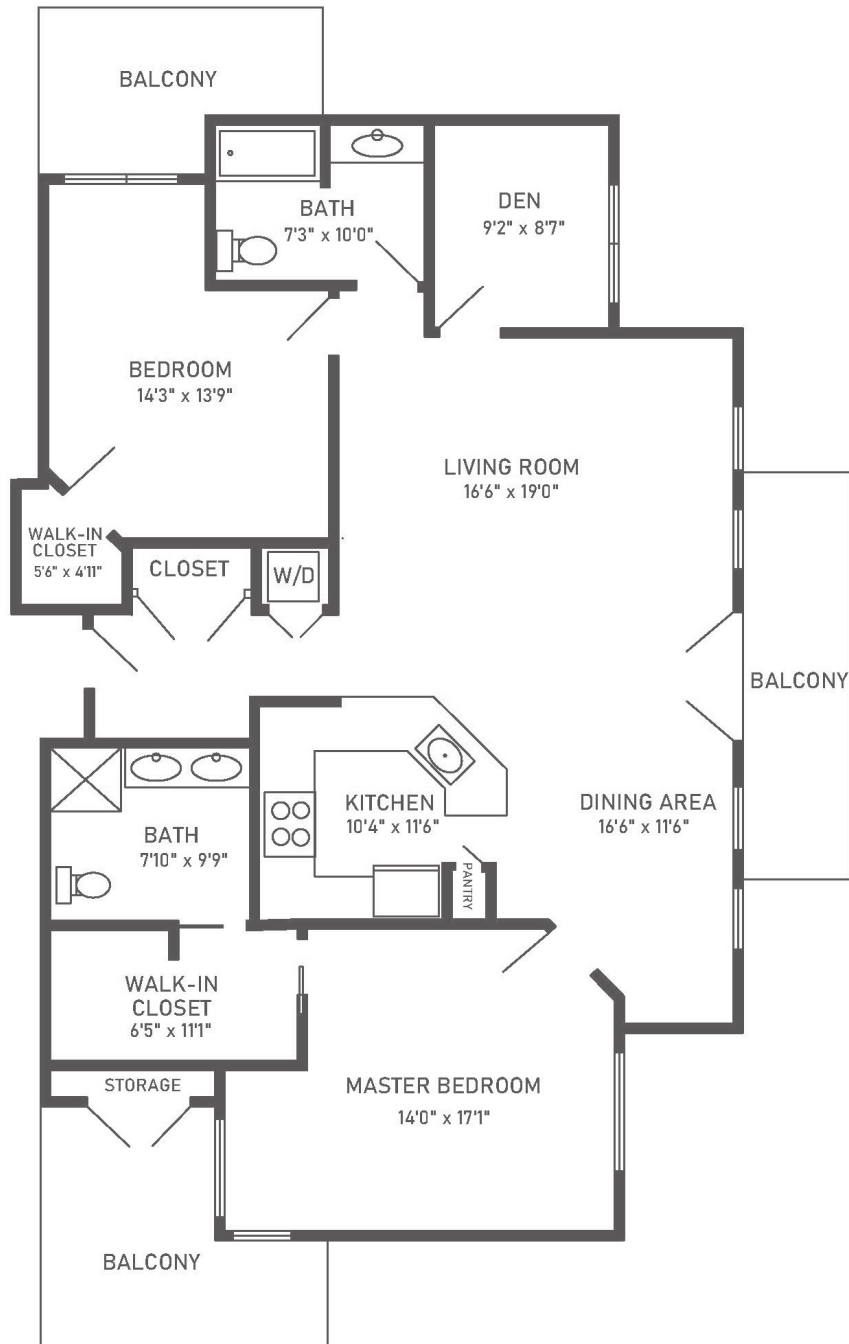 BALCONY
BATH
7'3" x 10'0"
DEN
9'2" x 8'7"
BEDROOM
14'3" x 13'9"
LIVING ROOM
16'6" x 19'0"
WALK-IN
CLOSET
5'6" x 4'11"
CLOSET
W/D
BALCONY
KITCHEN
10'4" x 11'6"
DINING AREA
16'6" x 11'6"
BATH
7'10" x 9'9"
PANTRY
WALK-IN
CLOSET
6'5" x 11'1"
STORAGE
MASTER BEDROOM
14'0" x 17'1"
BALCONY